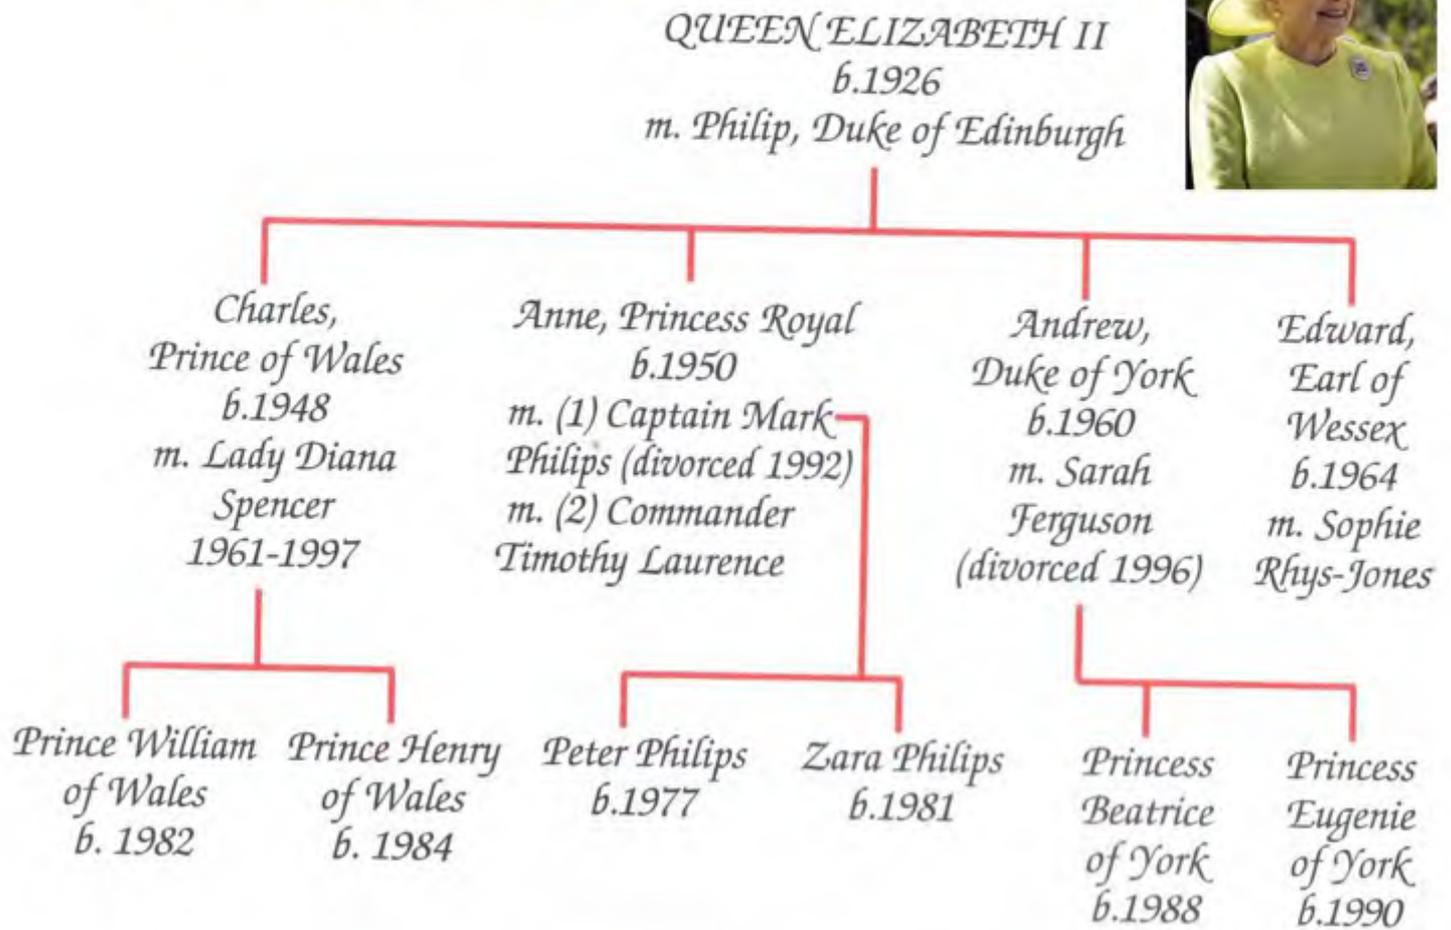 QUEEN ELIZABETH II
b.1926
m. Philip, Duke of Edinburgh
Charles,
Prince of Wales
b.1948
m. Lady Diana
Spencer
1961-1997
Anne, Princess Royal
b.1950
m. (1) Captain Mark
Philips (divorced 1992)
m. (2) Commander
Timothy Laurence
Andrew,
Duke of York
b.1960
m. Sarah
Ferguson
(divorced 1996)
Edward,
Earl of
Wessex
b.1964
m. Sophie
Rhys-Jones
Prince William
of Wales
b. 1982
Prince Henry
of Wales
b. 1984
Peter Philips
b.1977
Zara Philips
b.1981
Princess
Beatrice
of York
b.1988
Princess
Eugenie
of York
b.1990